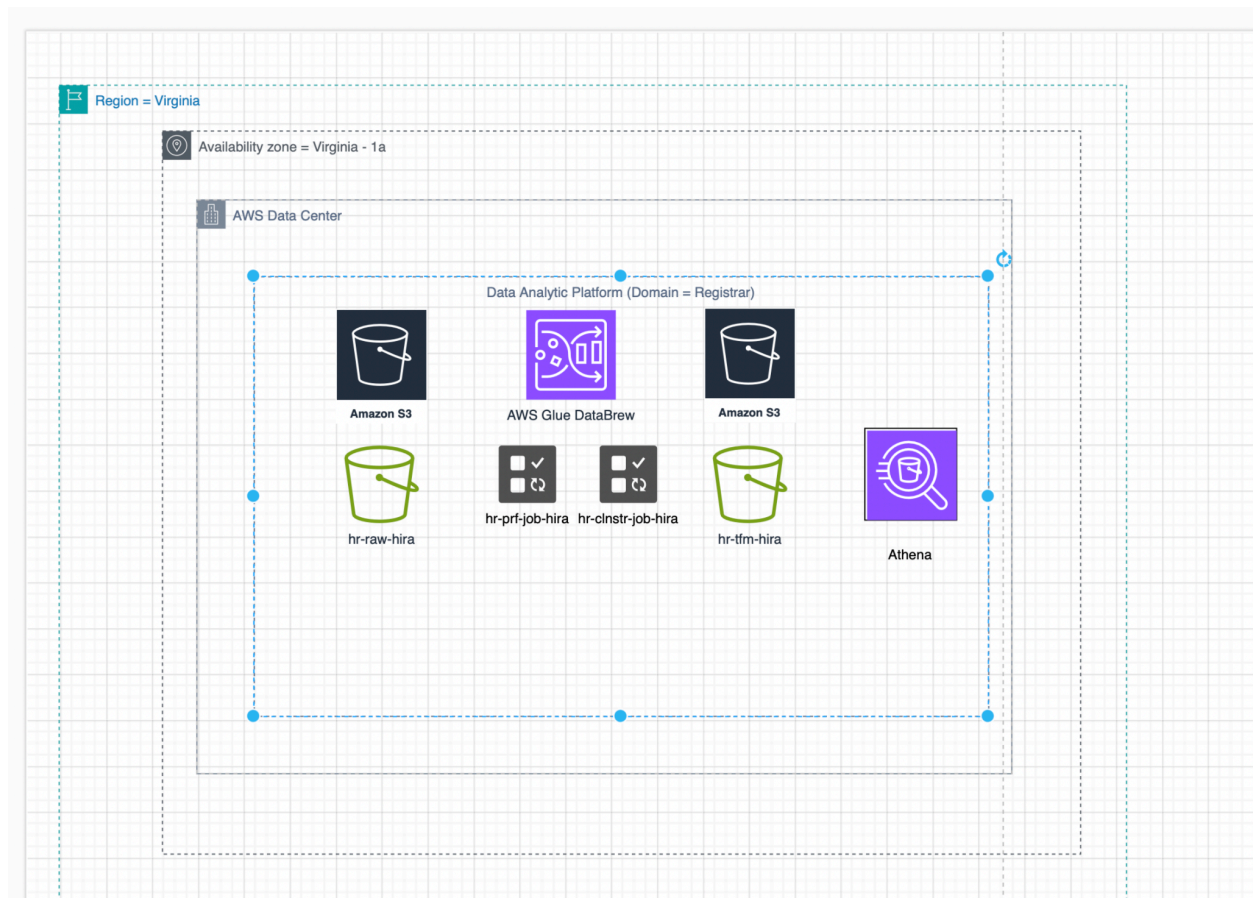 Region = Virginia
Availability zone = Virginia - 1a
AWS Data Center
Data Analytic Platform (Domain = Registrar)
Amazon S3
AWS Glue DataBrew
Amazon S3
hr-raw-hira
hr-prf-job-hira
hr-clnstr-job-hira
hr-tfm-hira
Athena